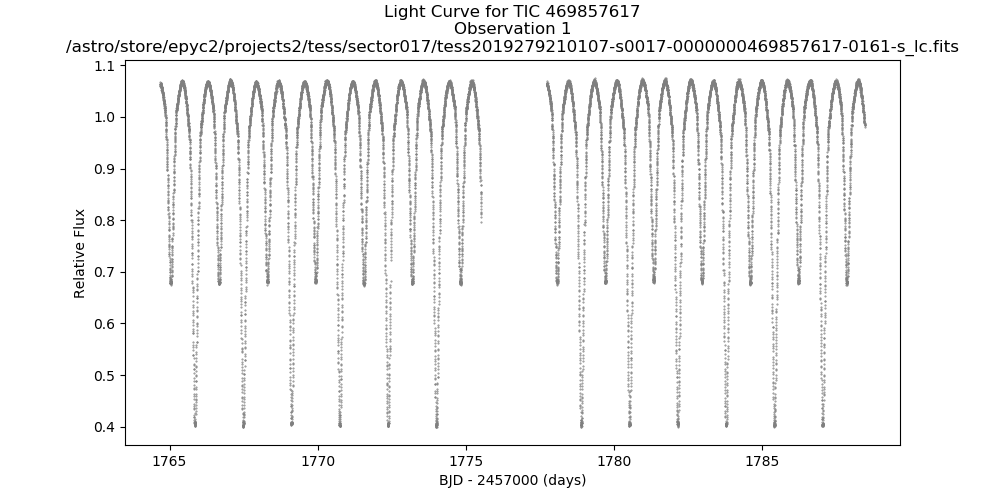 Light Curve for TIC 469857617
Observation 1
/astro/store/epyc2/projects2/tess/sector017/tess2019279210107-s0017-0000000469857617-0161-s_lc.fits
1.1
1.0
0.9
0.8
0.7
0.6
0.5
0.4
Relative Flux
1765 1770 1775 1780 1785
BJD - 2457000 (days)